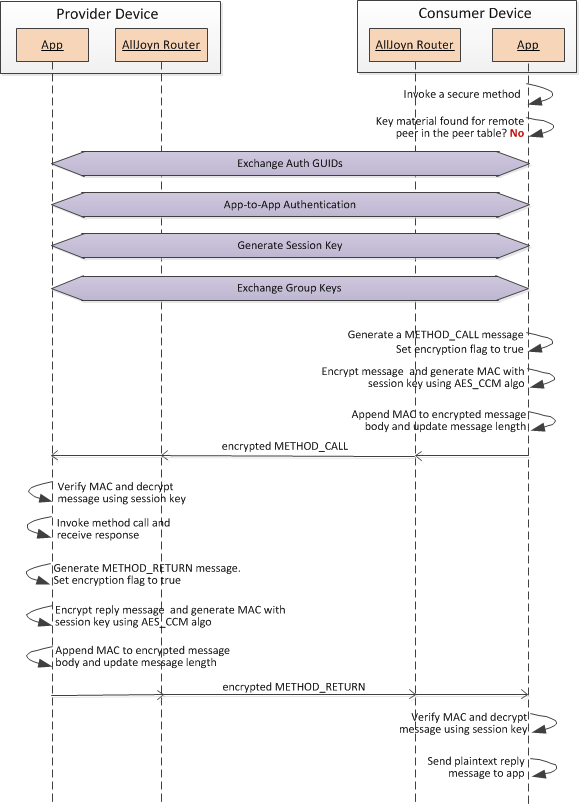 Provider Device
Consumer Device
App
AllJoyn Router
AllJoyn Router
App
Invoke a secure method
Key material found for remote
peer in the peer table? No
Exchange Auth GUIDs
App-to-App Authentication
Generate Session Key
Exchange Group Keys
Generate a METHOD_CALL message
Set encryption flag to true
Encrypt message and generate MAC with
session key using AES_CCM algo
Append MAC to encrypted message
body and update message length
encrypted METHOD_CALL
Verify MAC and decrypt
message using session key
Invoke method call and
receive response
Generate METHOD_RETURN message.
Set encryption flag to true
Encrypt reply message and generate MAC with
session key using AES_CCM algo
Append MAC to encrypted message
body and update message length
encrypted METHOD_RETURN
Verify MAC and decrypt
message using session key
Send plaintext reply
message to app